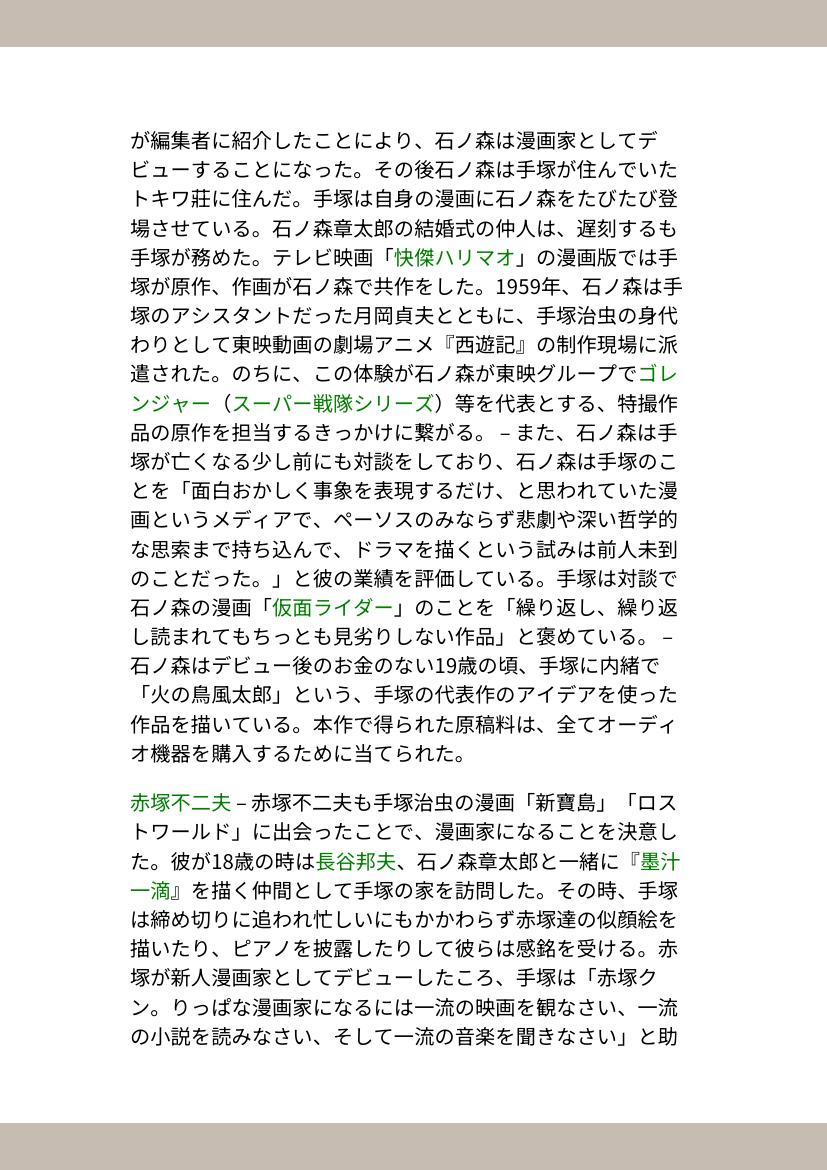 が編集者に紹介したことにより、石ノ森は漫画家としてデ
ビューすることになった。その後石ノ森は手塚が住んでいた
トキワ荘に住んだ。手塚は自身の漫画に石ノ森をたびたび登
場させている。石ノ森章太郎の結婚式の仲人は、遅刻するも
手塚が務めた。テレビ映画「快傑ハリマオ」の漫画版では手
塚が原作、作画が石ノ森で共作をした。1959年、石ノ森は手
塚のアシスタントだった月岡貞夫とともに、手塚治虫の身代
わりとして東映動画の劇場アニメ『西遊記』の制作現場に派
遣された。のちに、この体験が石ノ森が東映グループでゴレ
ンジャー（スーパー戦隊シリーズ）等を代表とする、特撮作
品の原作を担当するきっかけに繋がる。 – また、石ノ森は手
塚が亡くなる少し前にも対談をしており、石ノ森は手塚のこ
とを「面白おかしく事象を表現するだけ、と思われていた漫
画というメディアで、ペーソスのみならず悲劇や深い哲学的
な思索まで持ち込んで、ドラマを描くという試みは前人未到
のことだった。」と彼の業績を評価している。手塚は対談で
石ノ森の漫画「仮面ライダー」のことを「繰り返し、繰り返
し読まれてもちっとも見劣りしない作品」と褒めている。 –
石ノ森はデビュー後のお金のない19歳の頃、手塚に内緒で
「火の鳥風太郎」という、手塚の代表作のアイデアを使った
作品を描いている。本作で得られた原稿料は、全てオーディ
オ機器を購入するために当てられた。
赤塚不二夫 – 赤塚不二夫も手塚治虫の漫画「新寶島」「ロス
トワールド」に出会ったことで、漫画家になることを決意し
た。彼が18歳の時は長谷邦夫、石ノ森章太郎と一緒に『墨汁
一滴』を描く仲間として手塚の家を訪問した。その時、手塚
は締め切りに追われ忙しいにもかかわらず赤塚達の似顔絵を
描いたり、ピアノを披露したりして彼らは感銘を受ける。赤
塚が新人漫画家としてデビューしたころ、手塚は「赤塚ク
ン。りっぱな漫画家になるには一流の映画を観なさい、一流
の小説を読みなさい、そして一流の音楽を聞きなさい」と助